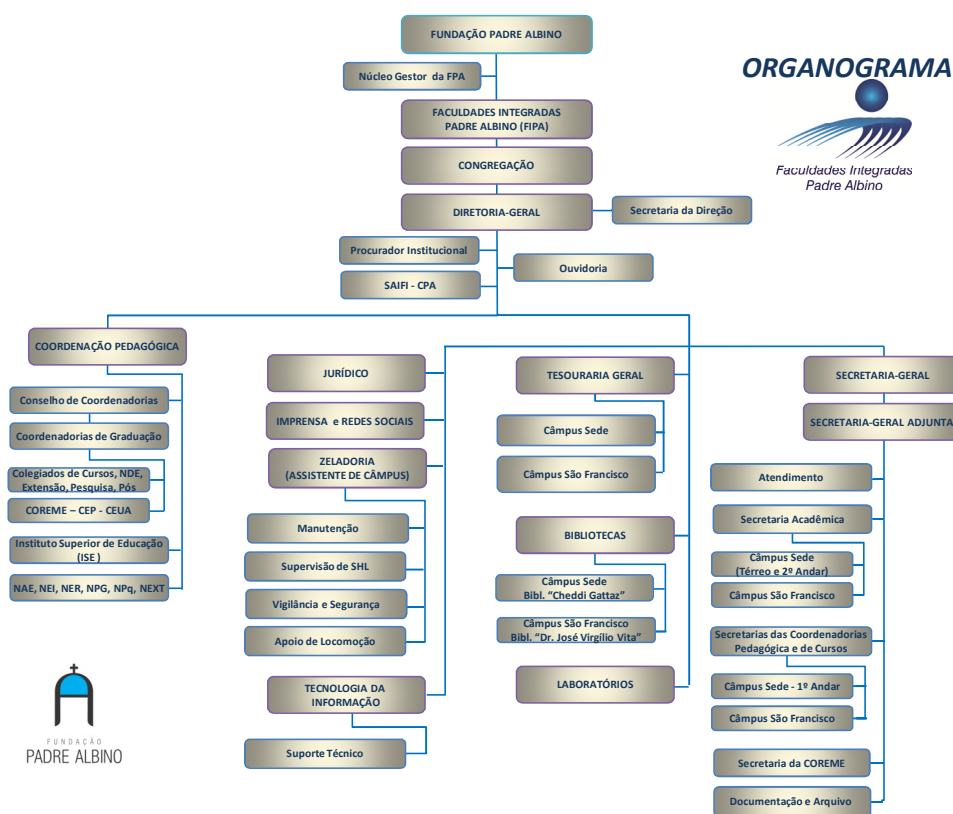 FUNDAÇÃO PADRE ALBINO
Núcleo Gestor da FPA
ORGANOGRAMA
Faculdades Integradas
Padre Albino
FACULDADES INTEGRADAS
PADRE ALBINO (FIPA)
CONGREGAÇÃO
DIRETORIA-GERAL
Secretaria da Direção
Procurador Institucional
Ouvidoria
SAIFI - CPA
COORDENAÇÃO PEDAGÓGICA
Conselho de Coordenadorias
Coordenadorias de Graduação
Colegiados de Cursos, NDE,
Extensão, Pesquisa, Pós
COREME – CEP - CEUA
Instituto Superior de Educação
(ISE )
NAE, NEI, NER, NPG, NPq, NEXT
JURÍDICO
IMPRENSA e REDES SOCIAIS
ZELADORIA
(ASSISTENTE DE CÂMPUS)
Manutenção
Supervisão de SHL
Vigilância e Segurança
Apoio de Locomoção
TECNOLOGIA DA
INFORMAÇÃO
Suporte Técnico
TESOURARIA GERAL
Câmpus Sede
Câmpus São Francisco
BIBLIOTECAS
Câmpus Sede
Bibl. “Cheddi Gattaz”
Câmpus São Francisco
Bibl. “Dr. José Virgílio Vita”
LABORATÓRIOS
SECRETARIA-GERAL
SECRETARIA-GERAL ADJUNTA
Atendimento
Secretaria Acadêmica
Câmpus Sede
(Térreo e 2º Andar)
Câmpus São Francisco
Secretarias das Coordenadorias
Pedagógica e de Cursos
Câmpus Sede - 1º Andar
Câmpus São Francisco
Secretaria da COREME
Documentação e Arquivo
FUNDAÇÃO
PADRE ALBINO